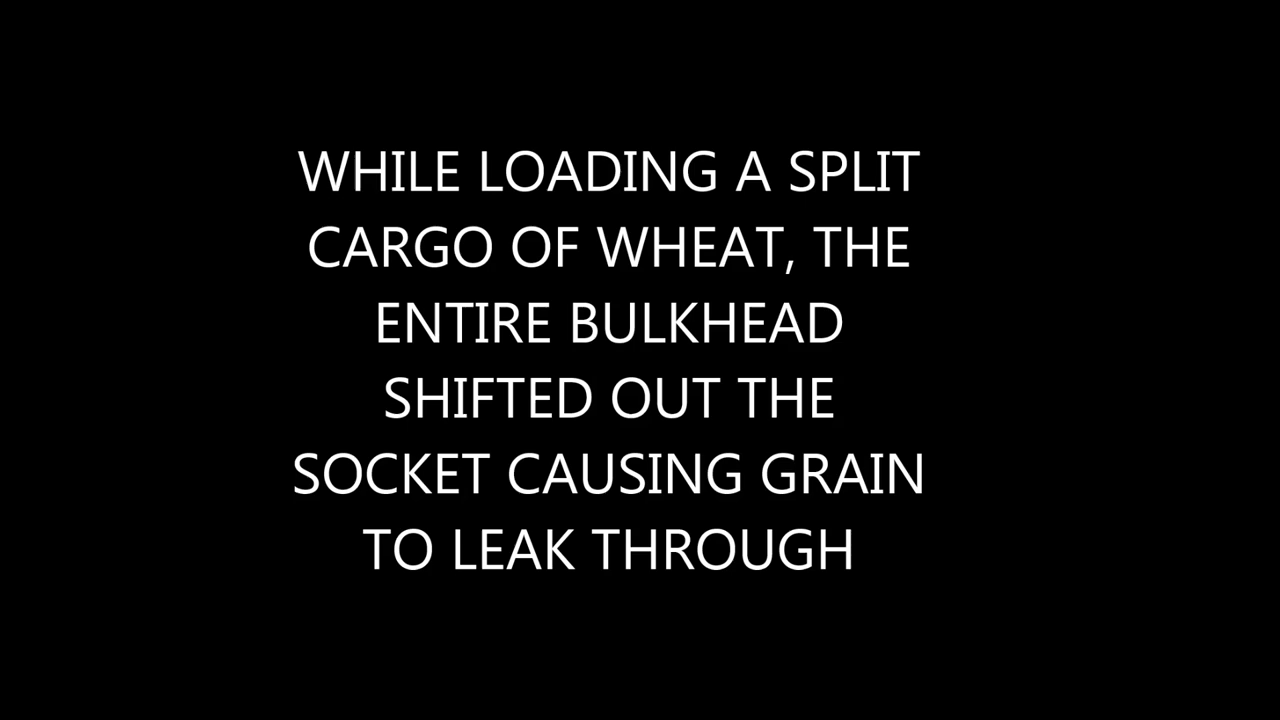 WHILE LOADING A SPLIT
CARGO OF WHEAT, THE
ENTIRE BULKHEAD
SHIFTED OUT THE
SOCKET CAUSING GRAIN
TO LEAK THROUGH